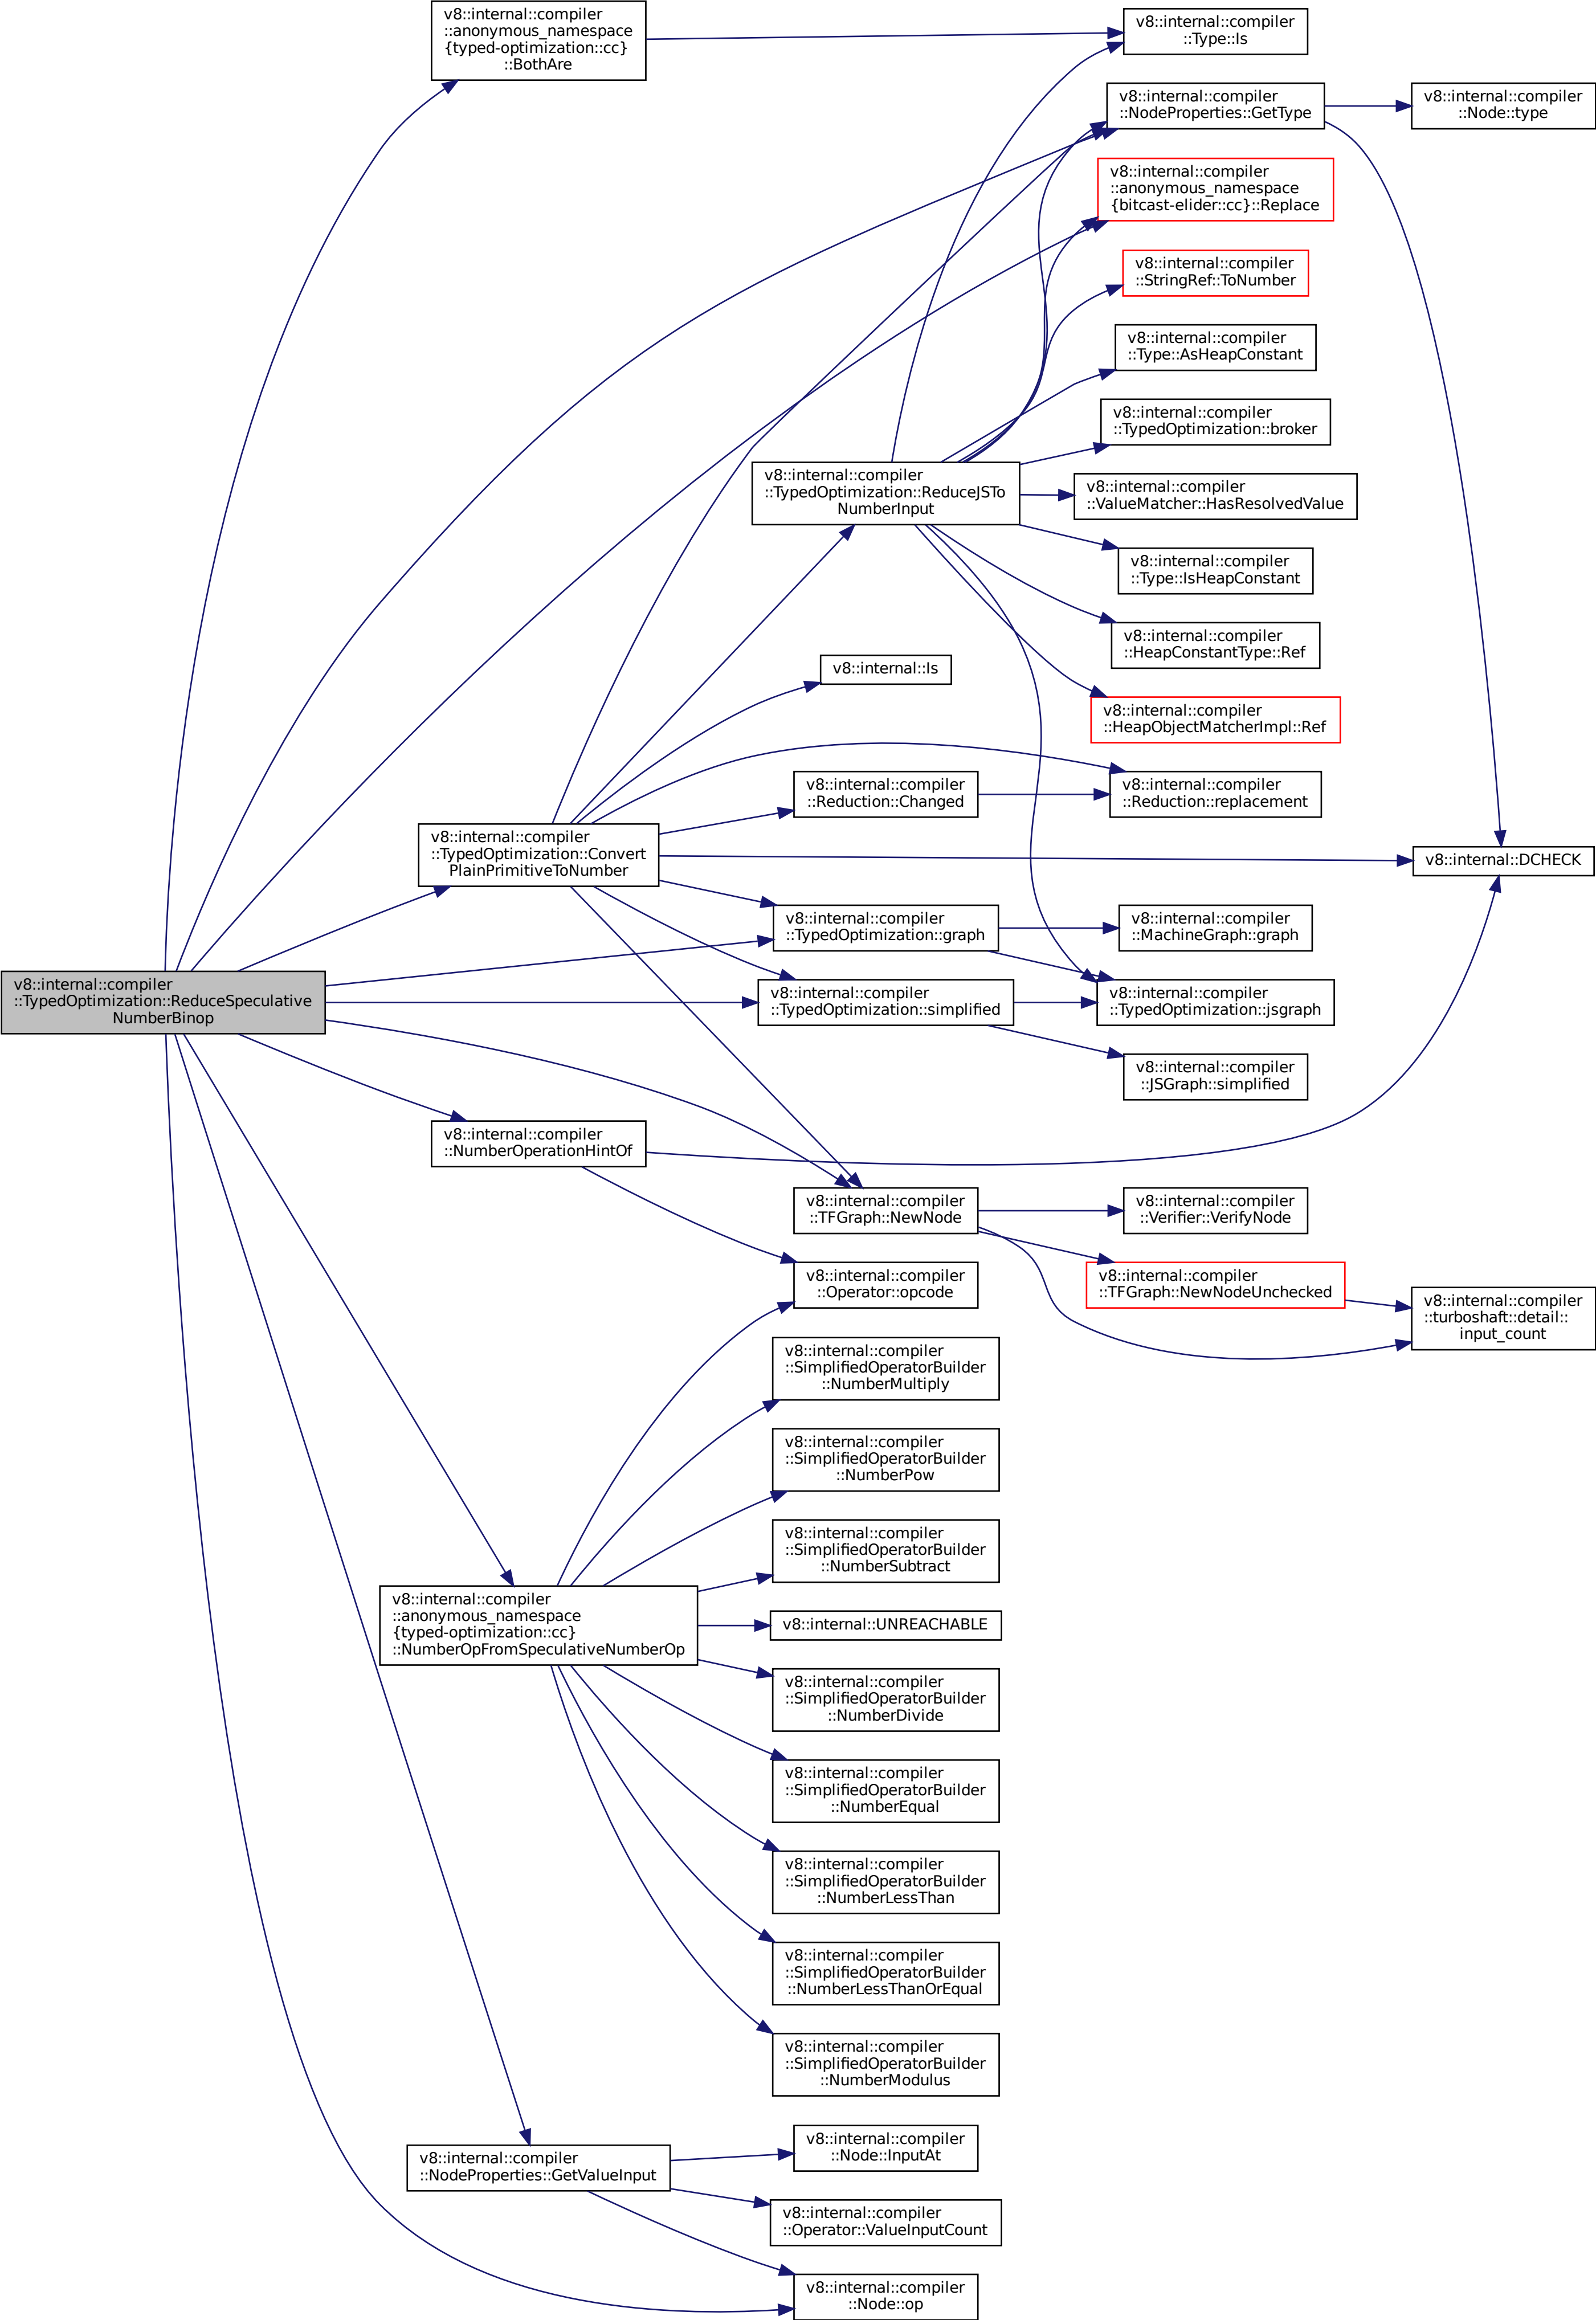 v8::internal::compiler
::anonymous_namespace
{typed-optimization::cc}
::BothAre
v8::internal::compiler
::Type::Is
v8::internal::compiler
::NodeProperties::GetType
v8::internal::compiler
::Node::type
v8::internal::compiler
::anonymous_namespace
{bitcast-elider::cc}::Replace
v8::internal::compiler
::StringRef::ToNumber
v8::internal::compiler
::Type::AsHeapConstant
v8::internal::compiler
::TypedOptimization::broker
v8::internal::compiler
::TypedOptimization::ReduceJSTo
NumberInput
v8::internal::compiler
::ValueMatcher::HasResolvedValue
v8::internal::compiler
::Type::IsHeapConstant
v8::internal::compiler
::HeapConstantType::Ref
v8::internal::Is
v8::internal::compiler
::HeapObjectMatcherImpl::Ref
v8::internal::compiler
::Reduction::Changed
v8::internal::compiler
::Reduction::replacement
v8::internal::compiler
::TypedOptimization::Convert
PlainPrimitiveToNumber
v8::internal::DCHECK
v8::internal::compiler
::TypedOptimization::graph
v8::internal::compiler
::MachineGraph::graph
v8::internal::compiler
::TypedOptimization::ReduceSpeculative
NumberBinop
v8::internal::compiler
::TypedOptimization::simplified
v8::internal::compiler
::TypedOptimization::jsgraph
v8::internal::compiler
::JSGraph::simplified
v8::internal::compiler
::NumberOperationHintOf
v8::internal::compiler
::TFGraph::NewNode
v8::internal::compiler
::Verifier::VerifyNode
v8::internal::compiler
::Operator::opcode
v8::internal::compiler
::TFGraph::NewNodeUnchecked
v8::internal::compiler
::turboshaft::detail::
input_count
v8::internal::compiler
::SimplifiedOperatorBuilder
::NumberMultiply
v8::internal::compiler
::SimplifiedOperatorBuilder
::NumberPow
v8::internal::compiler
::SimplifiedOperatorBuilder
::NumberSubtract
v8::internal::compiler
::anonymous_namespace
{typed-optimization::cc}
::NumberOpFromSpeculativeNumberOp
v8::internal::UNREACHABLE
v8::internal::compiler
::SimplifiedOperatorBuilder
::NumberDivide
v8::internal::compiler
::SimplifiedOperatorBuilder
::NumberEqual
v8::internal::compiler
::SimplifiedOperatorBuilder
::NumberLessThan
v8::internal::compiler
::SimplifiedOperatorBuilder
::NumberLessThanOrEqual
v8::internal::compiler
::SimplifiedOperatorBuilder
::NumberModulus
v8::internal::compiler
::NodeProperties::GetValueInput
v8::internal::compiler
::Node::InputAt
v8::internal::compiler
::Operator::ValueInputCount
v8::internal::compiler
::Node::op